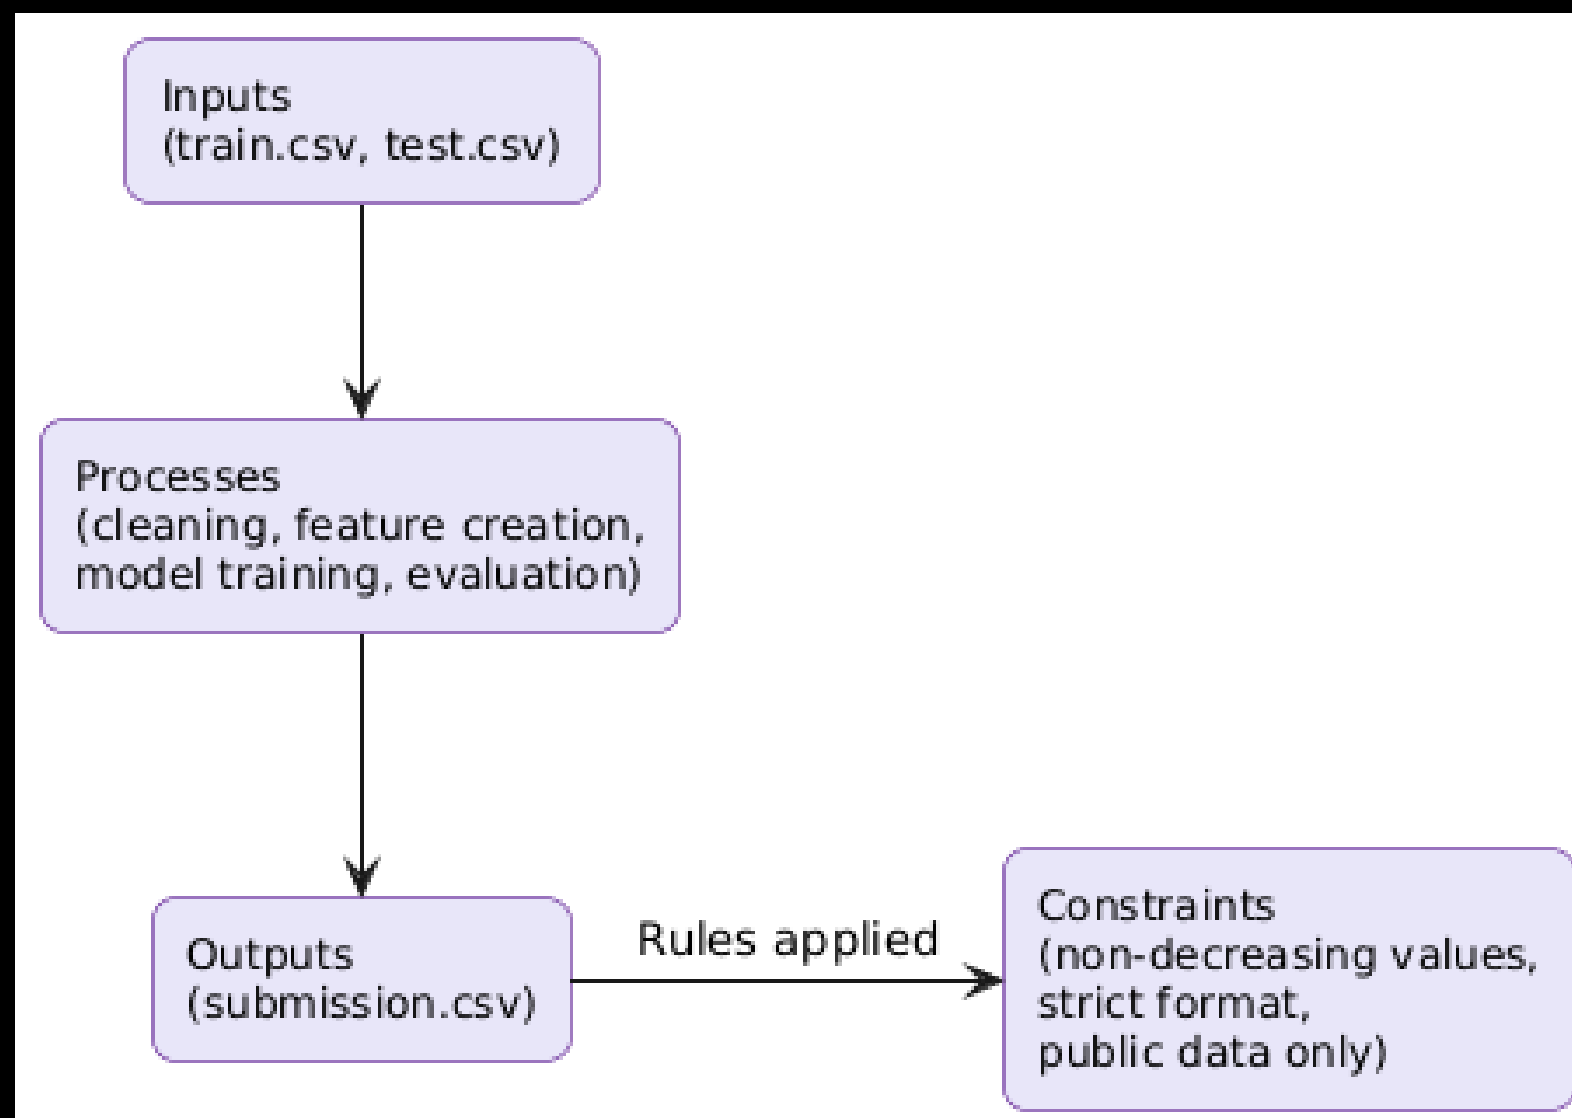 Inputs
(train.csv, test.csv)
Processes
(cleaning, feature creation,
model training, evaluation)
Outputs
(submission.csv)
Rules applied
Constraints
(non-decreasing values,
strict format,
public data only)